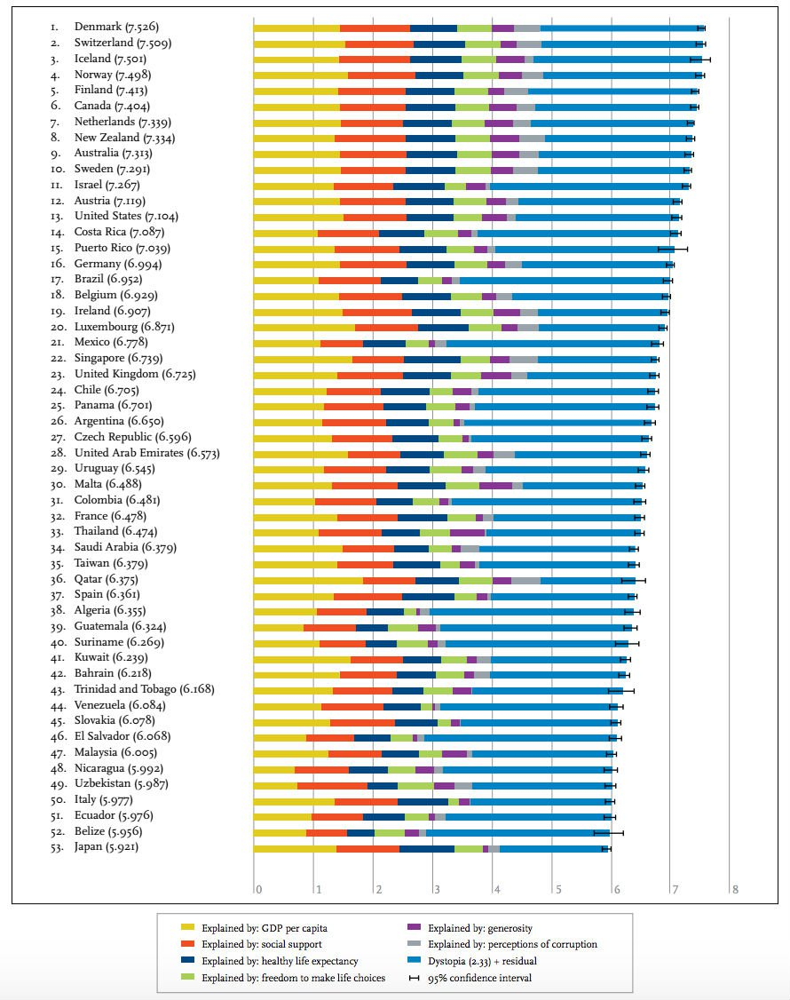 1. Denmark (7.526)
2. Switzerland (7.509)
3. Iceland (7.501)
4. Norway (7.498)
5. Finland (7.413)
6. Canada (7.404)
7. Netherlands (7.339)
8. New Zealand (7.334)
9. Australia (7.313)
10. Sweden (7.291)
11. Israel (7.267)
12. Austria (7.119)
13. United States (7.104)
14. Costa Rica (7.087)
15. Puerto Rico (7.039)
16. Germany (6.994)
17. Brazil (6.952)
18. Belgium (6.929)
19. Ireland (6.907)
20. Luxembourg (6.871)
21. Mexico (6.778)
22. Singapore (6.739)
23. United Kingdom (6.725)
24. Chile (6.705)
25. Panama (6.701)
26. Argentina (6.650)
27. Czech Republic (6.596)
28. United Arab Emirates (6.573)
29. Uruguay (6.545)
30. Malta (6.488)
31. Colombia (6.481)
32. France (6.478)
33. Thailand (6.474)
34. Saudi Arabia (6.379)
35. Taiwan (6.379)
36. Qatar (6.375)
37. Spain (6.361)
38. Algeria (6.355)
39. Guatemala (6.324)
40. Suriname (6.269)
41. Kuwait (6.239)
42. Bahrain (6.218)
43. Trinidad and Tobago (6.168)
44. Venezuela (6.084)
45. Slovakia (6.078)
46. El Salvador (6.068)
47. Malaysia (6.005)
48. Nicaragua (5.992)
49. Uzbekistan (5.987)
50. Italy (5.977)
51. Ecuador (5.976)
52. Belize (5.956)
53. Japan (5.921)
0 1 2 3 4 5 6 7 8
Explained by: GDP per capita
Explained by: social support
Explained by: healthy life expectancy
Explained by: freedom to make life choices
Explained by: generosity
Explained by: perceptions of corruption
Dystopia (2.33) + residual
95% confidence interval